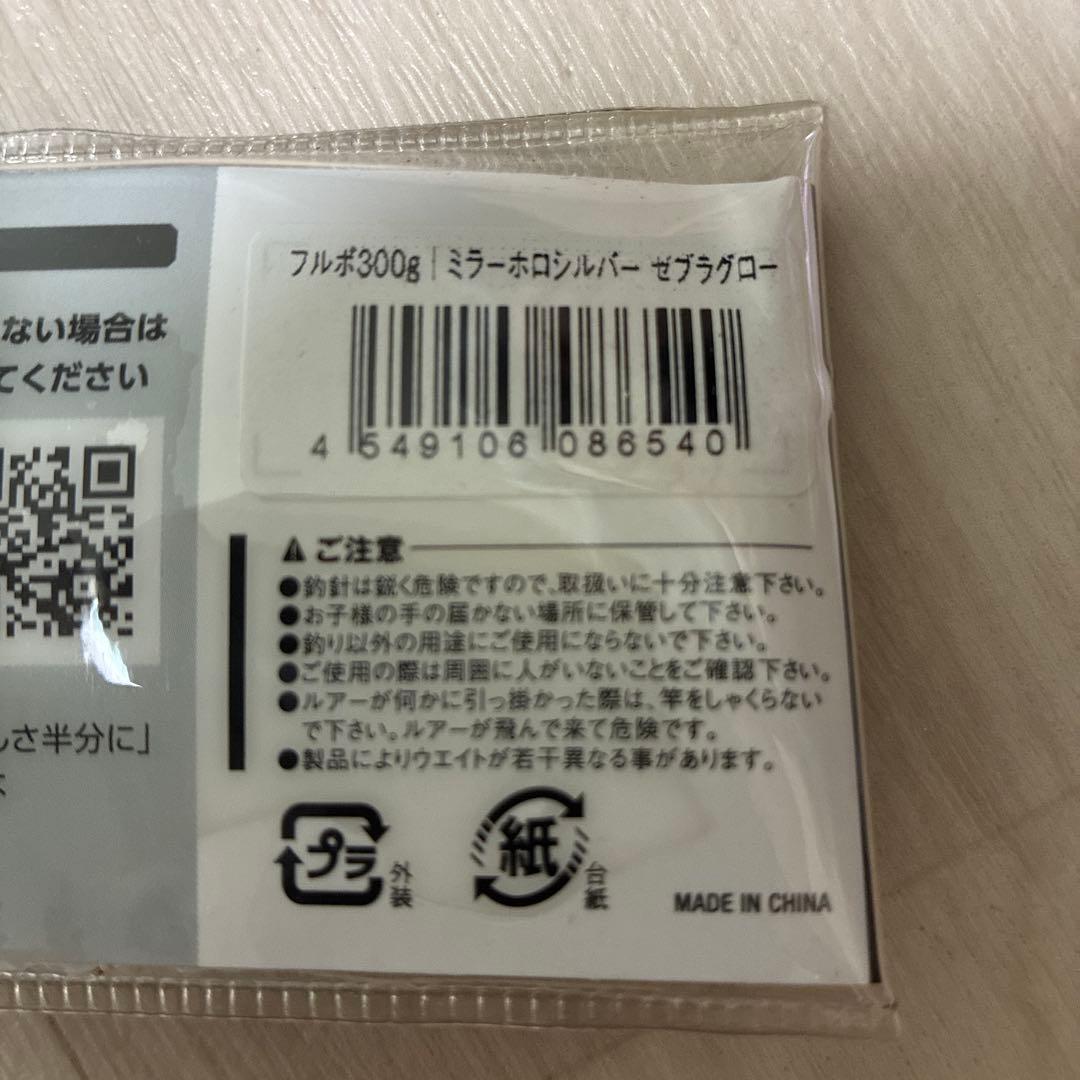 ない場合は
てください
さ半分に」
フルボ300g｜ミラーホロシルバー ゼブラグロー
4 549106 086540
ご注意
●釣針は鋭く危険ですので、取扱いに十分注意下さい。
●お子様の手の届かない場所に保管して下さい。
●釣り以外の用途にご使用にならないで下さい。
●ご使用の際は周囲に人がいないことをご確認下さい。
●ルアーが何かに引っ掛かった際は、竿をしゃくらない
で下さい。ルアーが飛んで来て危険です。
●製品によりウエイトが若干異なる事があります。
プラ 外装
紙 台紙
MADE IN CHINA